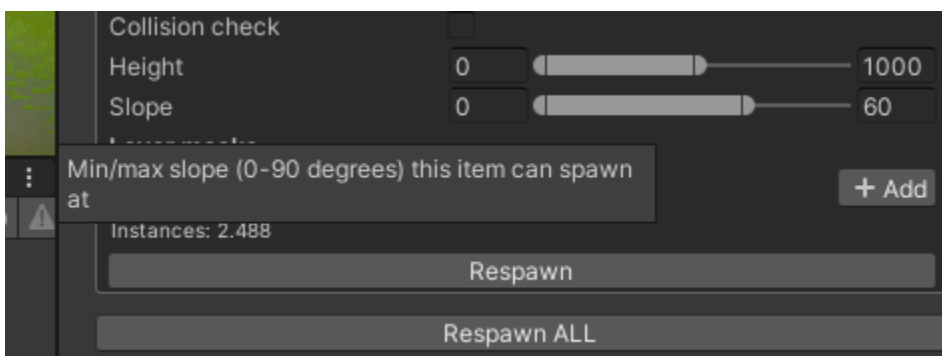 Collision check
Height 0 1000
Slope 0 60
Min/max slope (0-90 degrees) this item can spawn
at
+ Add
Instances: 2.488
Respawn
Respawn ALL